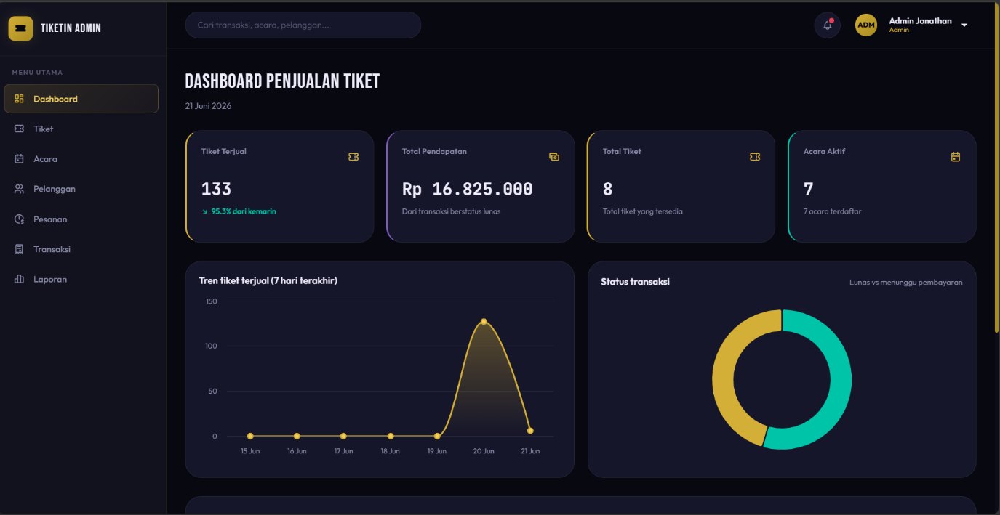 TIKETIN ADMIN
Cari transaksi, acara, pelanggan...
ADM
Admin Jonathan
Admin
MENU UTAMA
Dashboard
Tiket
Acara
Pelanggan
Pesanan
Transaksi
Laporan
DASHBOARD PENJUALAN TIKET
21 Juni 2026
Tiket Terjual
133
↘ 95.3% dari kemarin
Total Pendapatan
Rp 16.825.000
Dari transaksi berstatus lunas
Total Tiket
8
Total tiket yang tersedia
Acara Aktif
7
7 acara terdaftar
Tren tiket terjual (7 hari terakhir)
150
100
50
0
15 Jun 16 Jun 17 Jun 18 Jun 19 Jun 20 Jun 21 Jun
Status transaksi
Lunas vs menunggu pembayaran